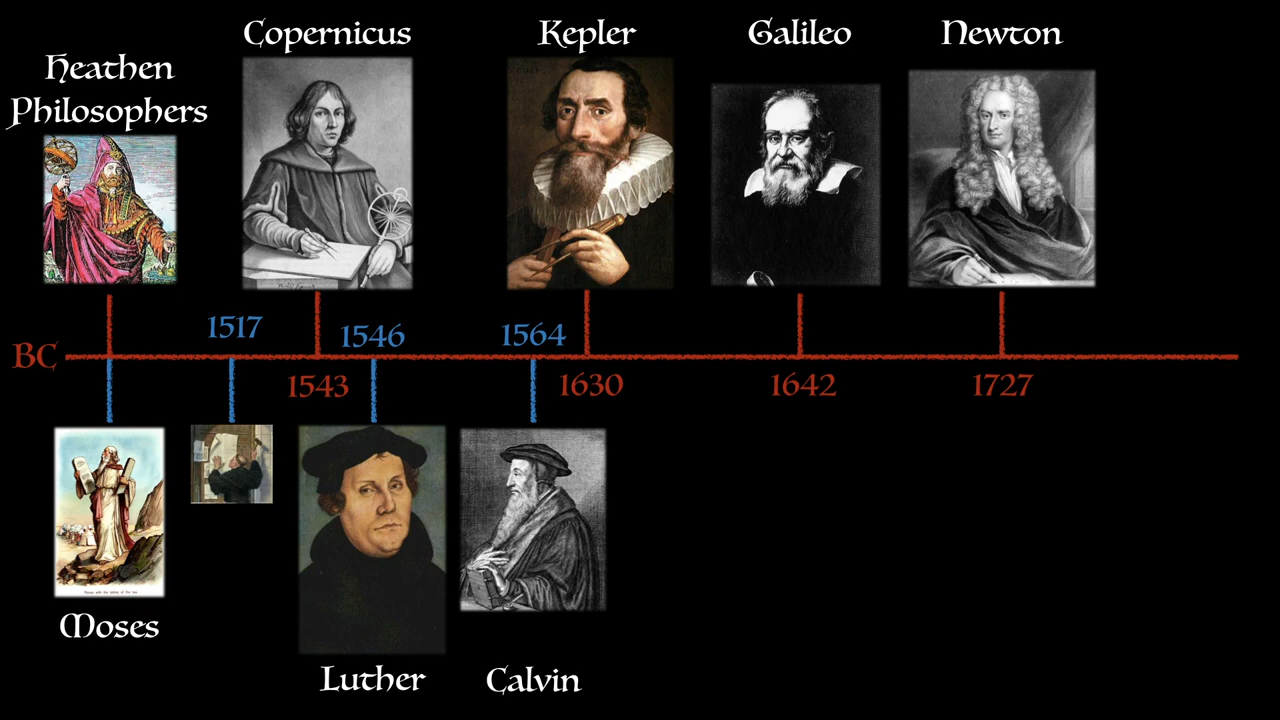 Copernicus
Kepler
Galileo
Newton
Heathen
Philosophers
1517
1546
1564
BC
1543
1630
1642
1727
Moses
Luther
Calvin